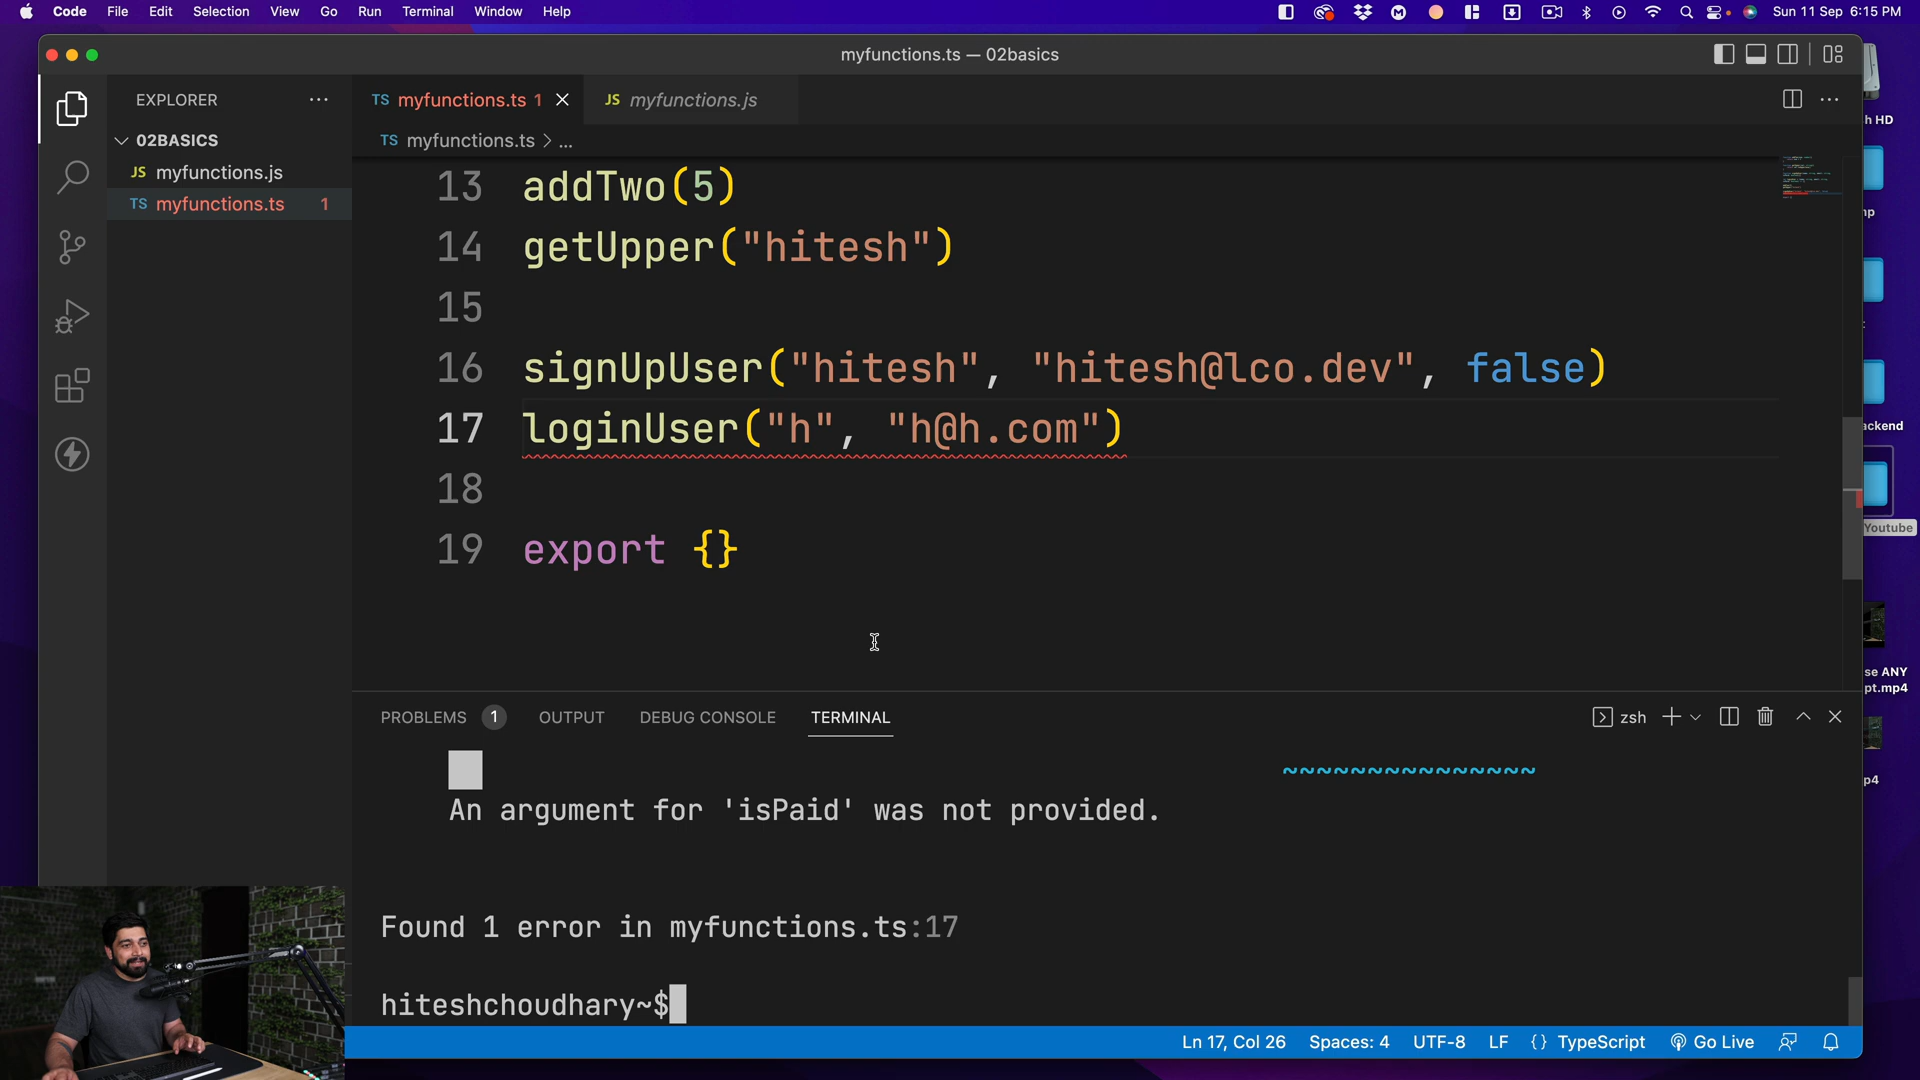 Code File Edit Selection View Go Run Terminal Window Help
Sun 11 Sep 6:15 PM
myfunctions.ts — 02basics
EXPLORER
02BASICS
JS myfunctions.js
TS myfunctions.ts 1
TS myfunctions.ts 1
JS myfunctions.js
TS myfunctions.ts > ...
13 addTwo(5)
14 getUpper("hitesh")
15
16 signUpUser("hitesh", "hitesh@lco.dev", false)
17 loginUser("h", "h@h.com")
18
19 export {}
PROBLEMS 1 OUTPUT DEBUG CONSOLE TERMINAL
zsh
~~~~~~~~~~~~~~~
An argument for 'isPaid' was not provided.
Found 1 error in myfunctions.ts:17
hiteshchoudhary~$
Ln 17, Col 26 Spaces: 4 UTF-8 LF {} TypeScript Go Live
h HD
np
ackend
Youtube
se ANY
pt.mp4
p4